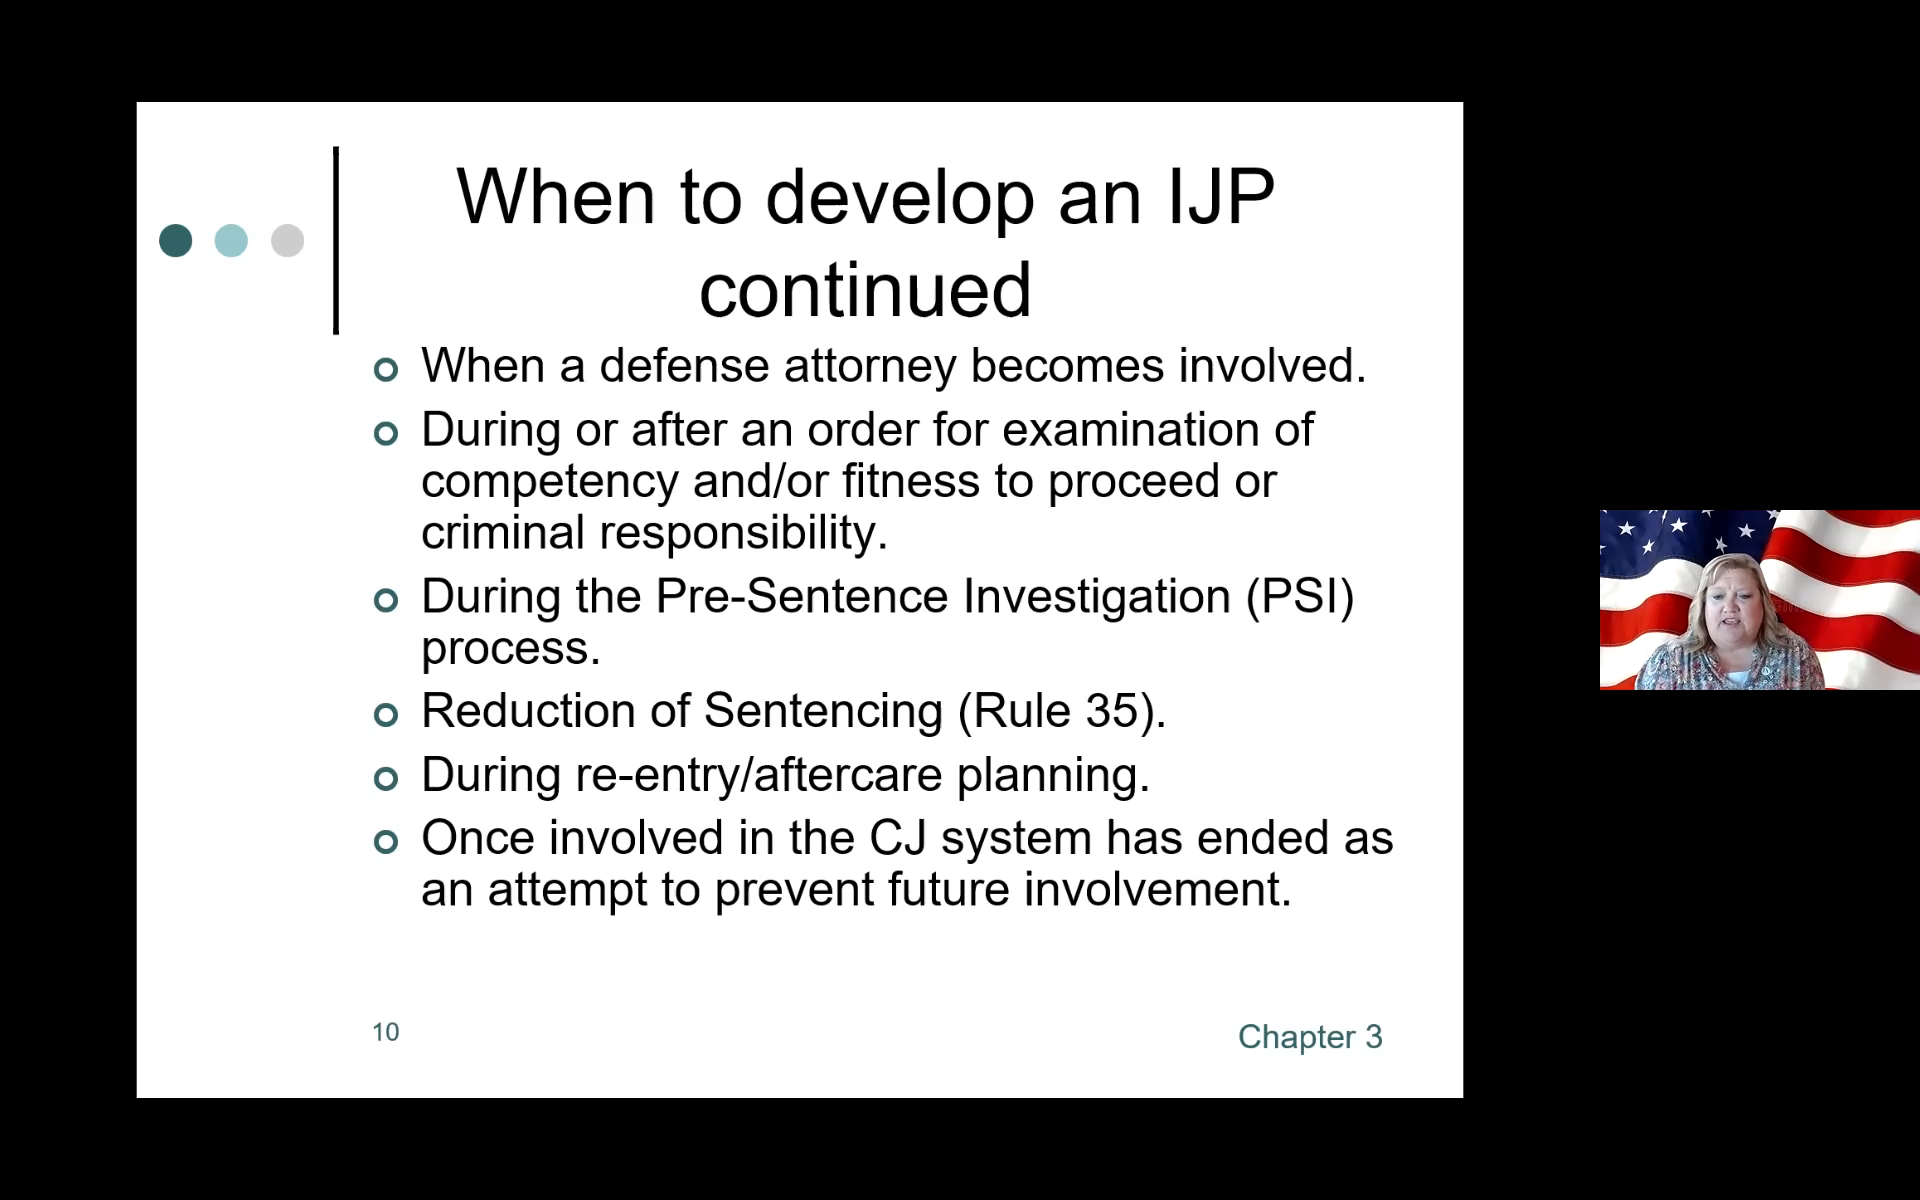 When to develop an IJP
continued
When a defense attorney becomes involved.
During or after an order for examination of
competency and/or fitness to proceed or
criminal responsibility.
During the Pre-Sentence Investigation (PSI)
process.
Reduction of Sentencing (Rule 35).
During re-entry/aftercare planning.
Once involved in the CJ system has ended as
an attempt to prevent future involvement.
10
Chapter 3